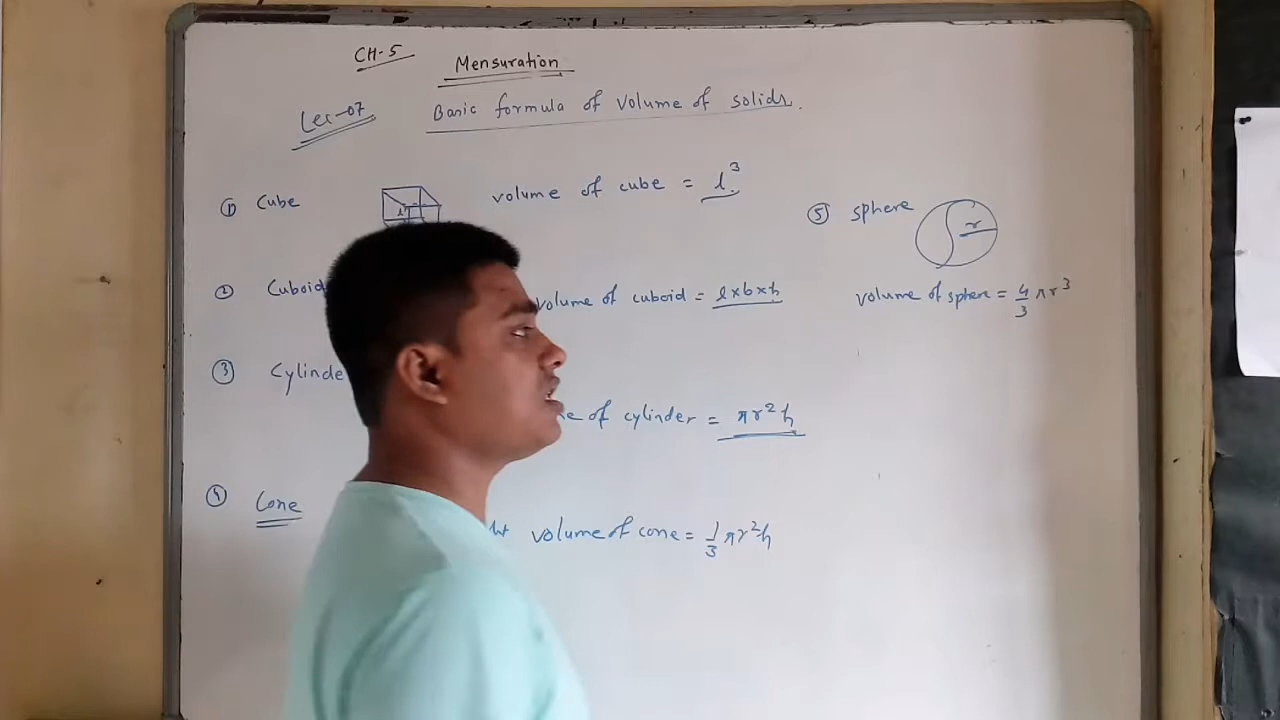 CH-5
Mensuration
Lec-07
Basic formula of volume of solids.
① Cube
volume of cube = l³
② Cuboid
volume of cuboid = l×b×h
③ Cylinde
of cylinder = πr²h
④ Cone
ht volume of cone = 1/3 πr²h
⑤ sphere
r
volume of sphere = 4/3 πr³